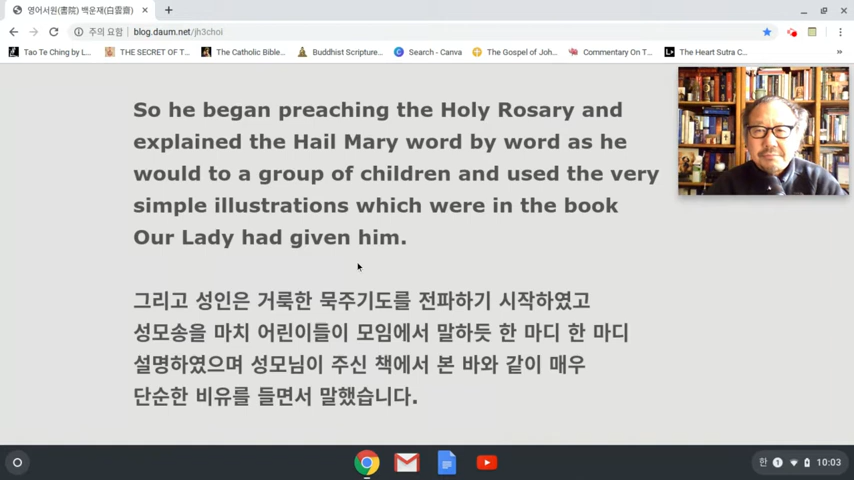 영어서원(書院) 백운재(白雲齋)
주의 요함
blog.daum.net/jh3choi
Tao Te Ching by L...
THE SECRET OF T...
The Catholic Bible...
Buddhist Scripture...
Search - Canva
The Gospel of Joh...
Commentary On T...
The Heart Sutra C...
So he began preaching the Holy Rosary and
explained the Hail Mary word by word as he
would to a group of children and used the very
simple illustrations which were in the book
Our Lady had given him.
그리고 성인은 거룩한 묵주기도를 전파하기 시작하였고
성모송을 마치 어린이들이 모임에서 말하듯 한 마디 한 마디
설명하였으며 성모님이 주신 책에서 본 바와 같이 매우
단순한 비유를 들면서 말했습니다.
한
1
10:03